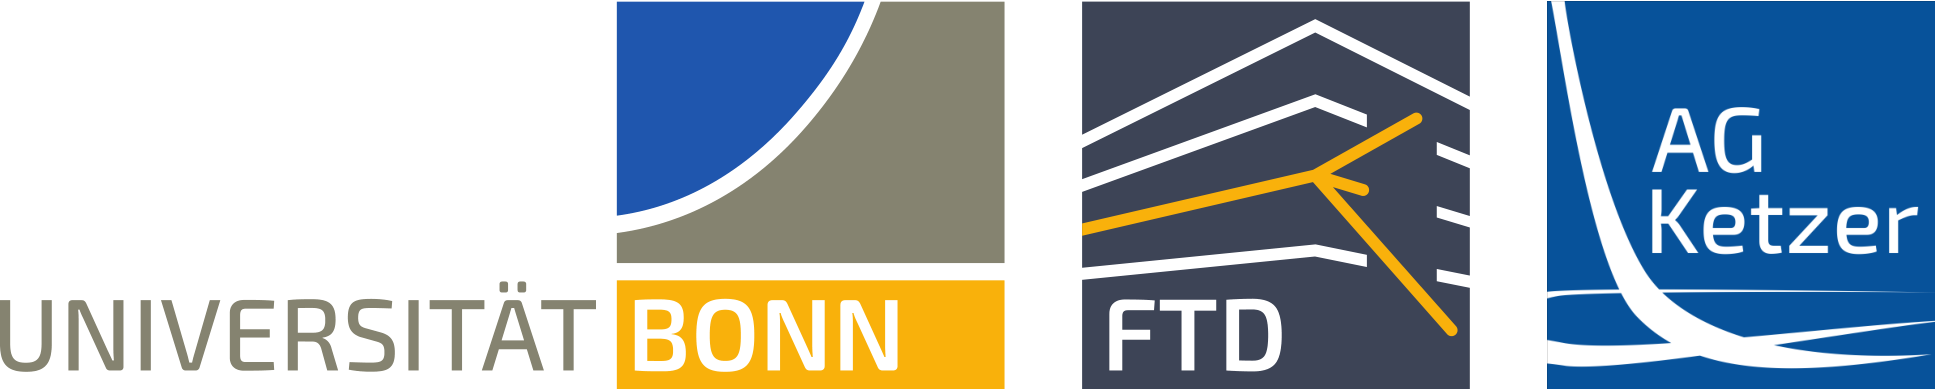 UNIVERSITÄT BONN
FTD
AG
Ketzer